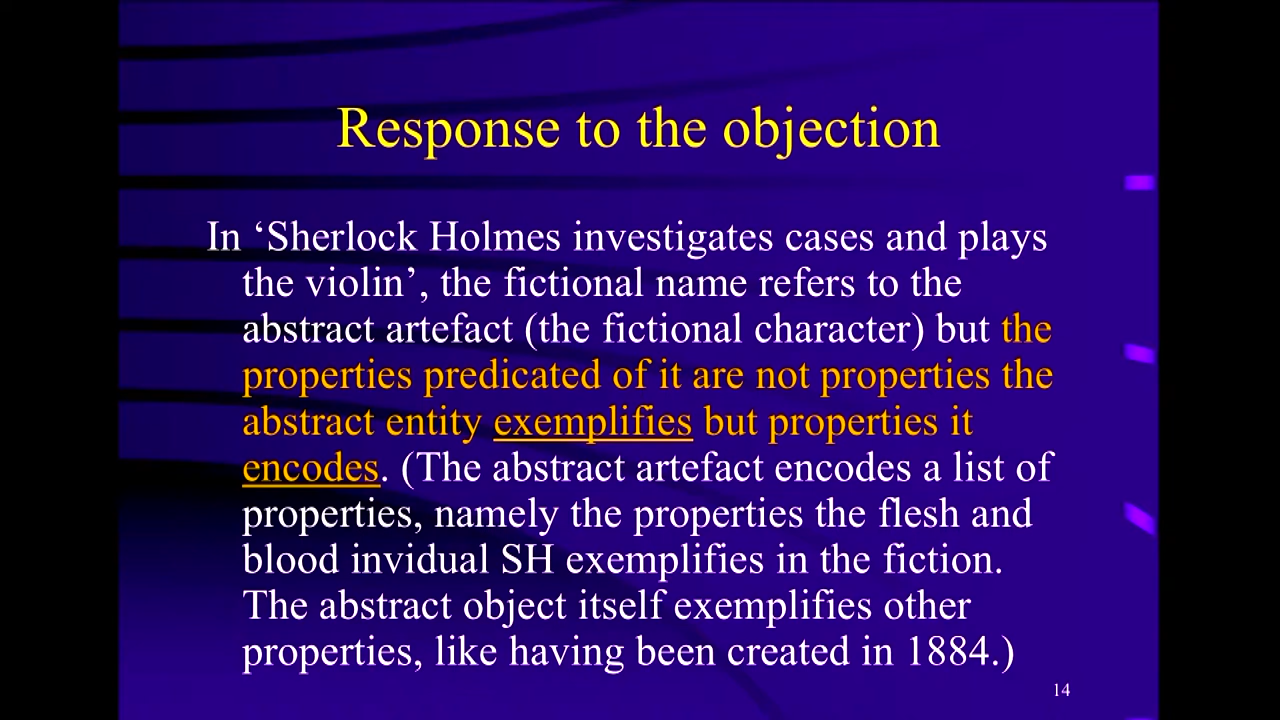 Response to the objection
In ‘Sherlock Holmes investigates cases and plays
the violin’, the fictional name refers to the
abstract artefact (the fictional character) but the
properties predicated of it are not properties the
abstract entity exemplifies but properties it
encodes. (The abstract artefact encodes a list of
properties, namely the properties the flesh and
blood invidual SH exemplifies in the fiction.
The abstract object itself exemplifies other
properties, like having been created in 1884.)
14